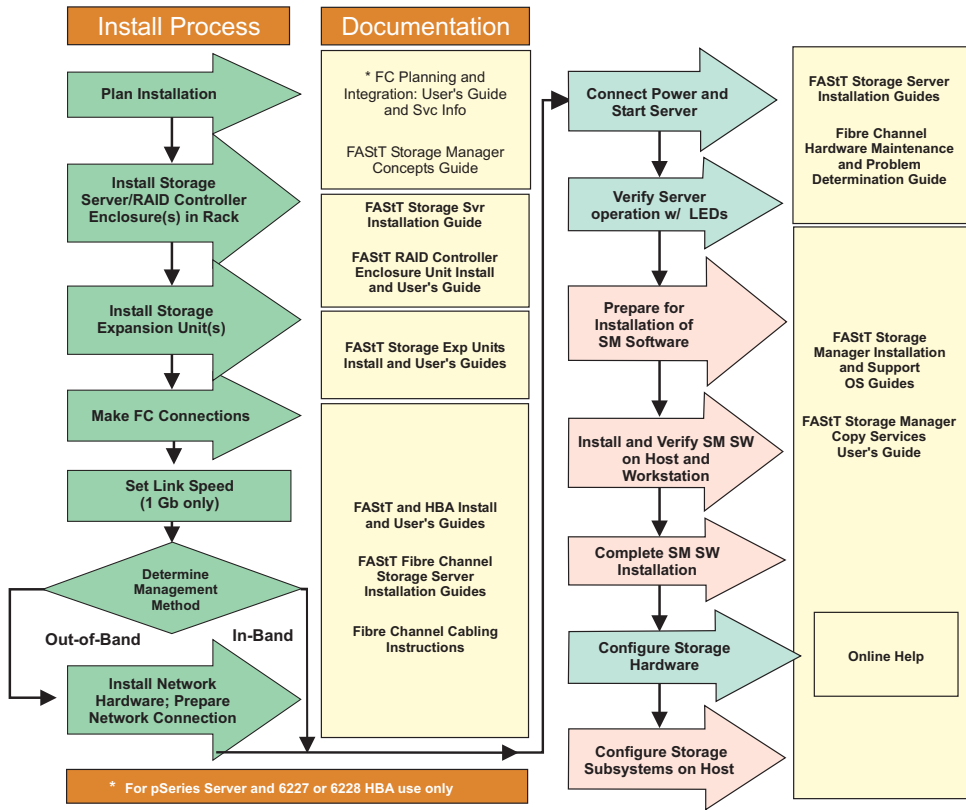 Install Process
Documentation
Plan Installation
Install Storage
Server/RAID Controller
Enclosure(s) in Rack
Install Storage
Expansion Unit(s)
Make FC Connections
Set Link Speed
(1 Gb only)
Determine
Management
Method
Out-of-Band
In-Band
Install Network
Hardware; Prepare
Network Connection
* FC Planning and
Integration: User's Guide
and Svc Info
FAStT Storage Manager
Concepts Guide
FAStT Storage Svr
Installation Guide
FAStT RAID Controller
Enclosure Unit Install
and User's Guide
FAStT Storage Exp Units
Install and User's Guides
FAStT and HBA Install
and User's Guides
FAStT Fibre Channel
Storage Server
Installation Guides
Fibre Channel Cabling
Instructions
* For pSeries Server and 6227 or 6228 HBA use only
Connect Power and
Start Server
Verify Server
operation w/ LEDs
Prepare for
Installation of
SM Software
Install and Verify SM SW
on Host and
Workstation
Complete SM SW
Installation
Configure Storage
Hardware
Configure Storage
Subsystems on Host
FAStT Storage Server
Installation Guides
Fibre Channel
Hardware Maintenance
and Problem
Determination Guide
FAStT Storage
Manager Installation
and Support
OS Guides
FAStT Storage Manager
Copy Services
User's Guide
Online Help